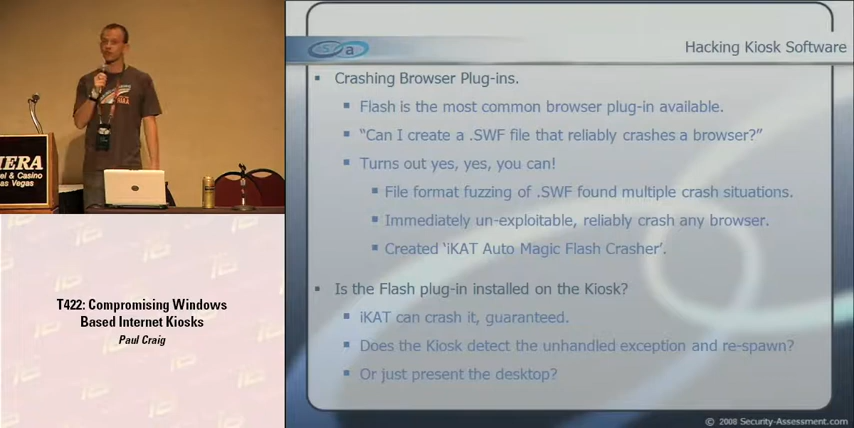 IERA
el & Casino
as Vegas
T422: Compromising Windows
Based Internet Kiosks
Paul Craig
a
Hacking Kiosk Software
Crashing Browser Plug-ins.
Flash is the most common browser plug-in available.
“Can I create a .SWF file that reliably crashes a browser?”
Turns out yes, yes, you can!
File format fuzzing of .SWF found multiple crash situations.
Immediately un-exploitable, reliably crash any browser.
Created ‘iKAT Auto Magic Flash Crasher’.
Is the Flash plug-in installed on the Kiosk?
iKAT can crash it, guaranteed.
Does the Kiosk detect the unhandled exception and re-spawn?
Or just present the desktop?
© 2008 Security-Assessment.com